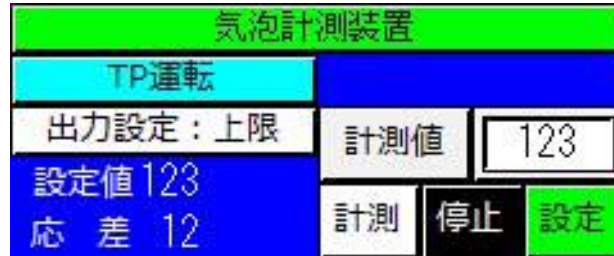 気泡計測装置
TP運転
出力設定：上限
計測値 123
設定値123
応 差 12
計測 停止 設定